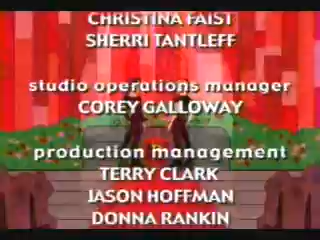 CHRISTINA FAIST
SHERRI TANTLEFF
studio operations manager
COREY GALLOWAY
production management
TERRY CLARK
JASON HOFFMAN
DONNA RANKIN